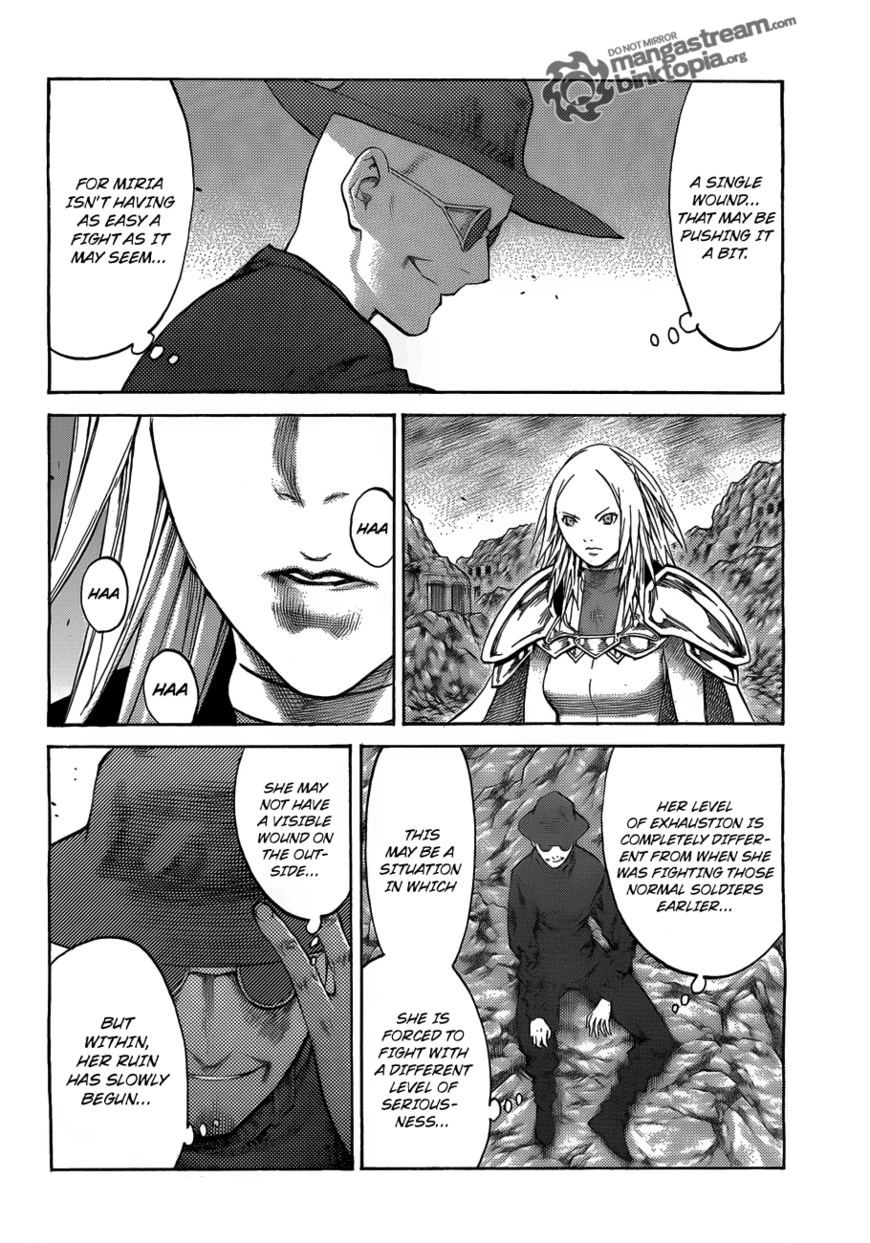 DO NOT MIRROR
mangastream.com
binktopia.org
A SINGLE
WOUND...
THAT MAY BE
PUSHING IT
A BIT.
FOR MIRIA
ISN'T HAVING
AS EASY A
FIGHT AS IT
MAY SEEM...
HAA
HAA
HAA
HER LEVEL
OF EXHAUSTION IS
COMPLETELY DIFFER-
ENT FROM WHEN SHE
WAS FIGHTING THOSE
NORMAL SOLDIERS
EARLIER...
THIS
MAY BE A
SITUATION
IN WHICH
SHE IS
FORCED TO
FIGHT WITH
A DIFFERENT
LEVEL OF
SERIOUS-
NESS...
SHE MAY
NOT HAVE
A VISIBLE
WOUND ON
THE OUT-
SIDE...
BUT
WITHIN,
HER RUIN
HAS SLOWLY
BEGUN...